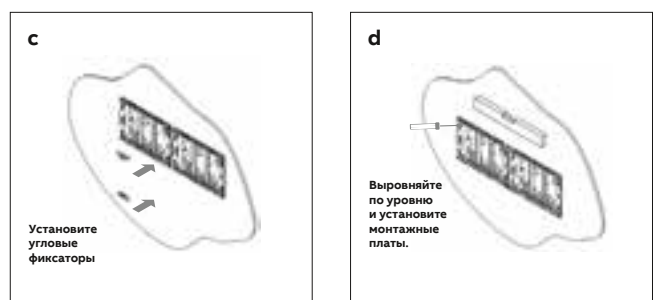 c
Установите
угловые
фиксаторы
d
Выровняйте
по уровню
и установите
монтажные
платы.